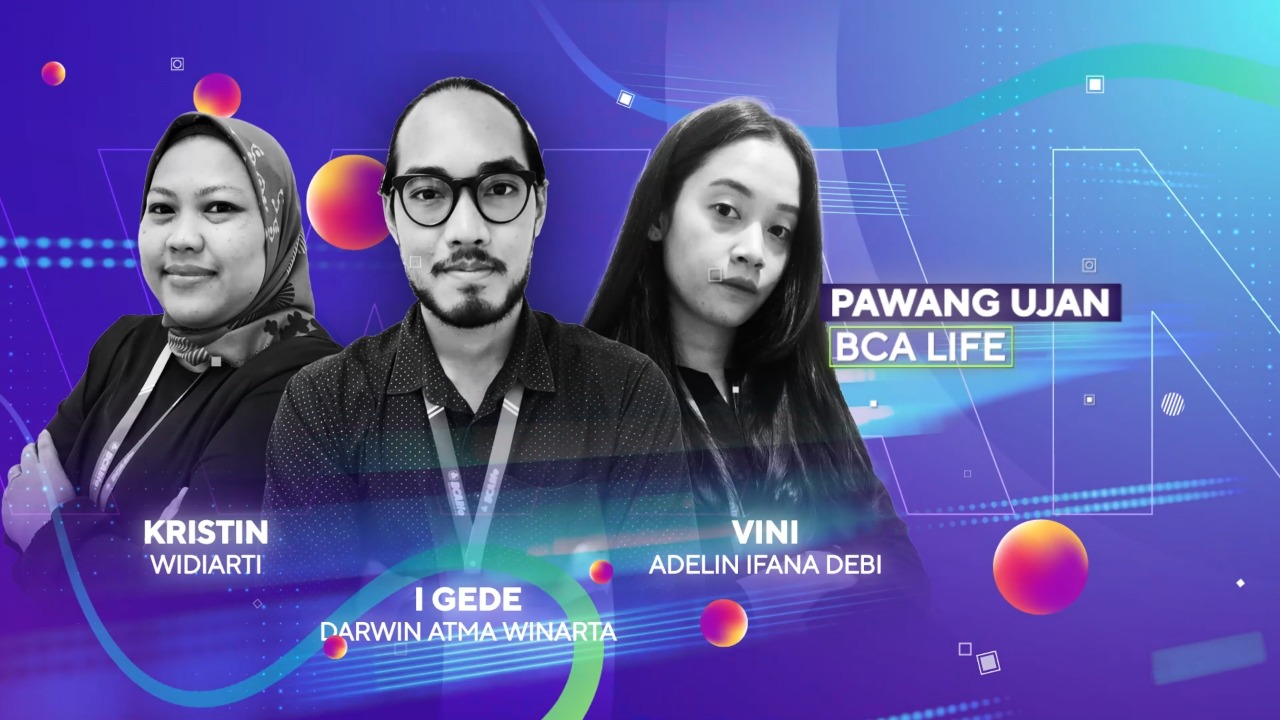 PAWANG UJAN
BCA LIFE
KRISTIN
WIDIARTI
I GEDE
DARWIN ATMA WINARTA
VINI
ADELIN IFANA DEBI